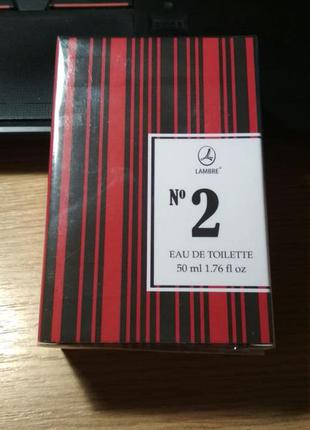 LAMBRE®
Nº 2
EAU DE TOILETTE
50 ml 1.76 fl oz